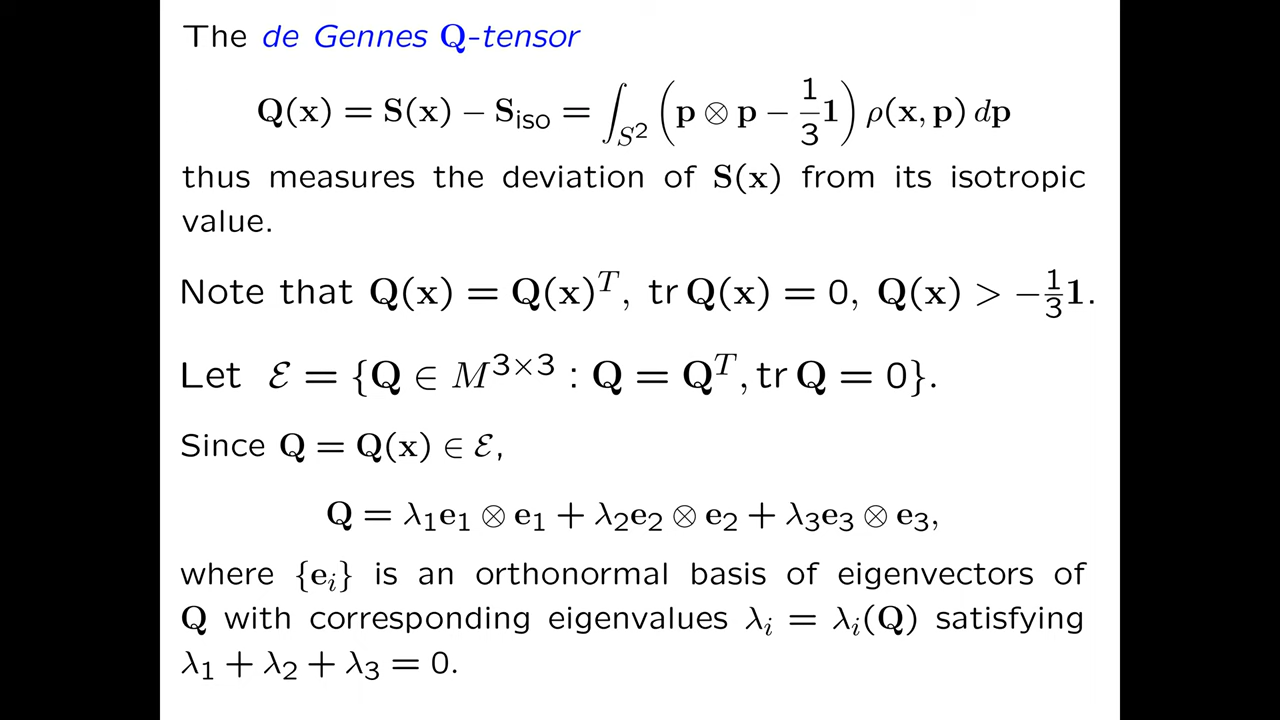 The de Gennes Q-tensor
Q(x) = S(x) − S_iso = ∫_{S²} (p ⊗ p − 1/3 1) ρ(x, p) dp
thus measures the deviation of S(x) from its isotropic
value.
Note that Q(x) = Q(x)^T, tr Q(x) = 0, Q(x) > −1/3 1.
Let ℰ = {Q ∈ M^{3×3} : Q = Q^T, tr Q = 0}.
Since Q = Q(x) ∈ ℰ,
Q = λ₁e₁ ⊗ e₁ + λ₂e₂ ⊗ e₂ + λ₃e₃ ⊗ e₃,
where {e_i} is an orthonormal basis of eigenvectors of
Q with corresponding eigenvalues λ_i = λ_i(Q) satisfying
λ₁ + λ₂ + λ₃ = 0.